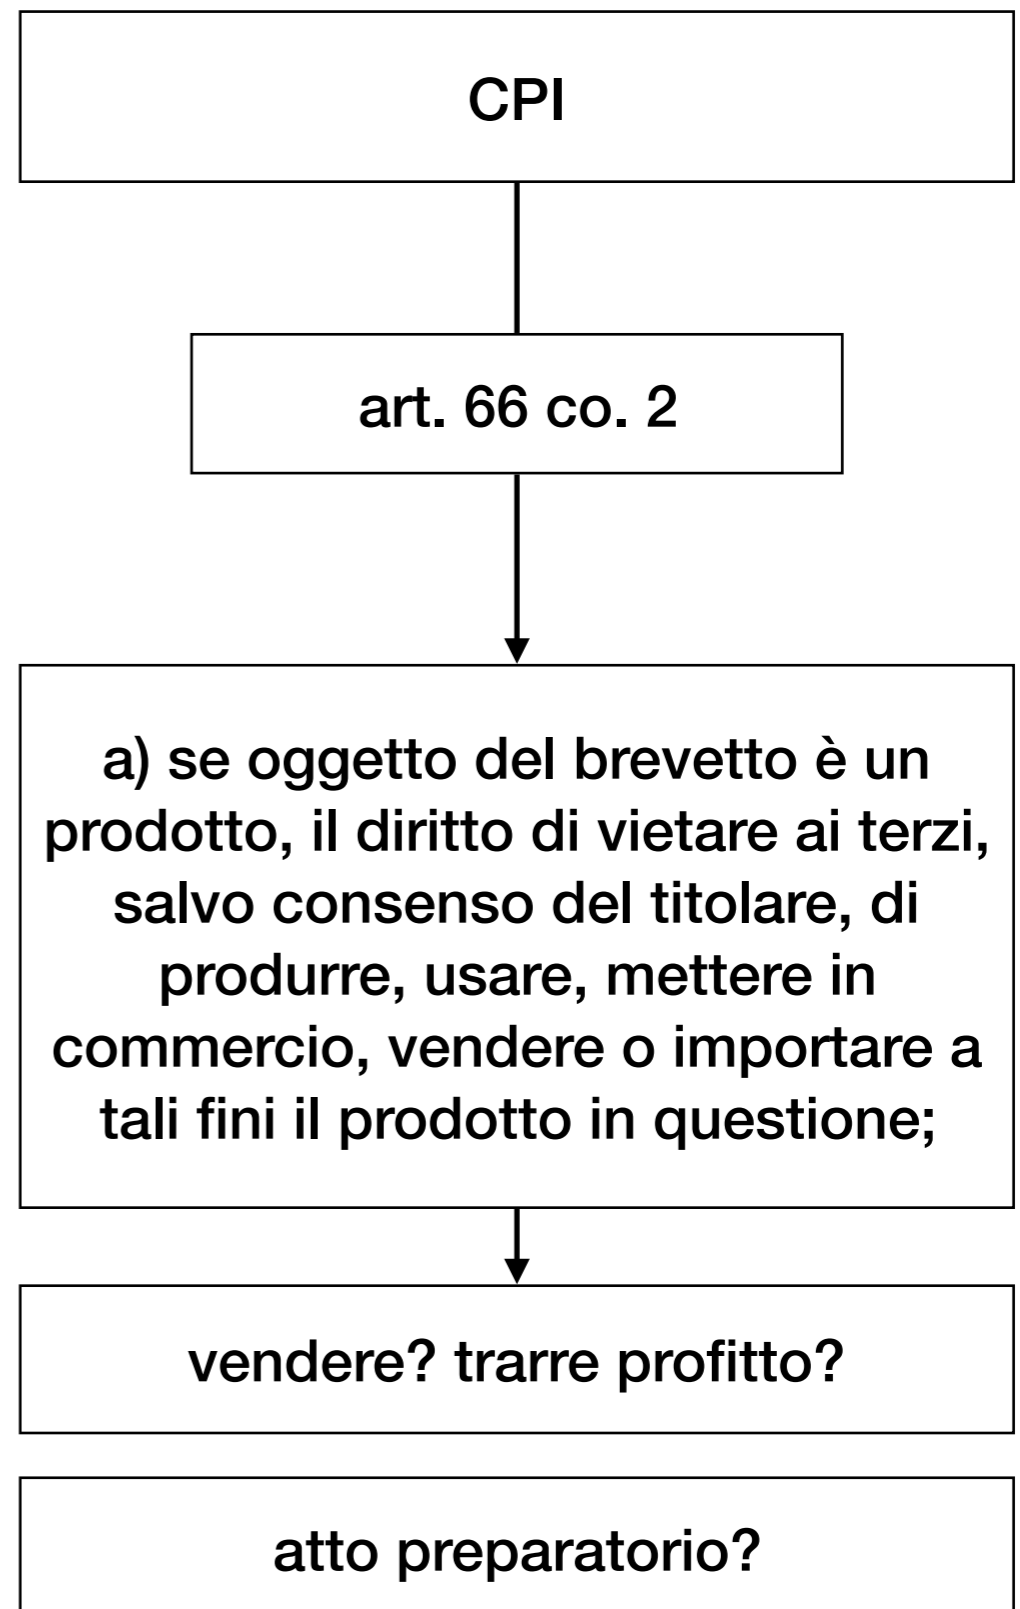 CPI
art. 66 co. 2
a) se oggetto del brevetto è un
prodotto, il diritto di vietare ai terzi,
salvo consenso del titolare, di
produrre, usare, mettere in
commercio, vendere o importare a
tali fini il prodotto in questione;
vendere? trarre profitto?
atto preparatorio?